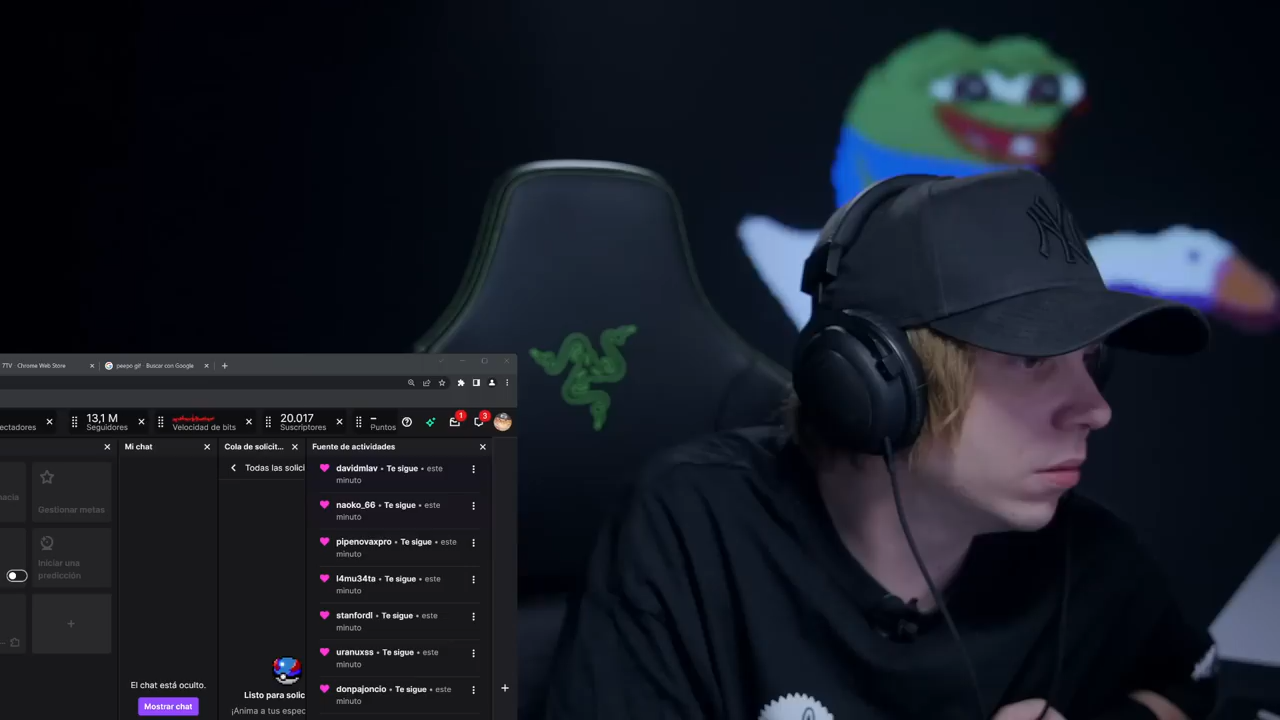 7TV
Chrome Web Store
peepo gif - Buscar con Google
ectadores
13,1 M
Seguidores
Velocidad de bits
20.017
Suscriptores
–
Puntos
1
3
Mi chat
Cola de solicit...
Fuente de actividades
Todas las solici
nacia
Gestionar metas
Iniciar una
predicción
El chat está oculto.
Mostrar chat
Listo para solic
¡Anima a tus espec
davidmlav • Te sigue • este
minuto
naoko_66 • Te sigue • este
minuto
pipenovaxpro • Te sigue • este
minuto
l4mu34ta • Te sigue • este
minuto
stanfordl • Te sigue • este
minuto
uranuxss • Te sigue • este
minuto
donpajoncio • Te sigue • este
minuto
NY